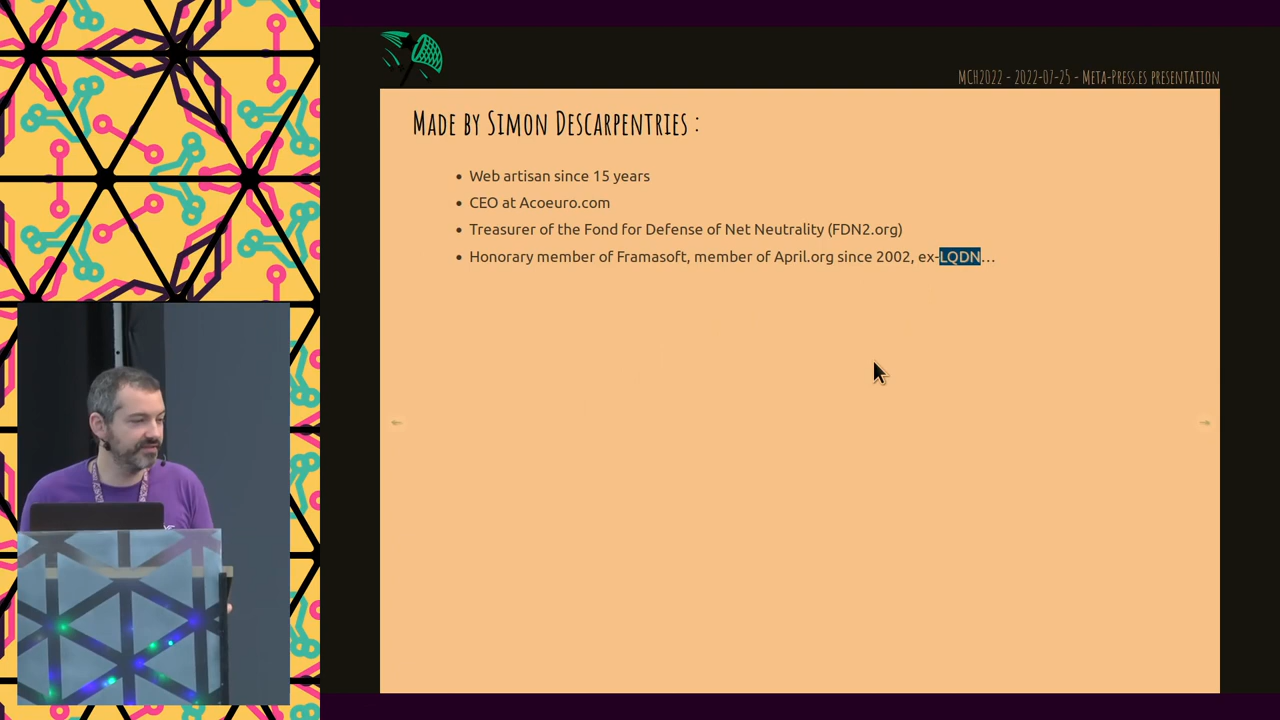 MCH2022 - 2022-07-25 - Meta-Press.es presentation
Made by Simon Descarpentries :
Web artisan since 15 years
CEO at Acoeuro.com
Treasurer of the Fond for Defense of Net Neutrality (FDN2.org)
Honorary member of Framasoft, member of April.org since 2002, ex-LQDN…